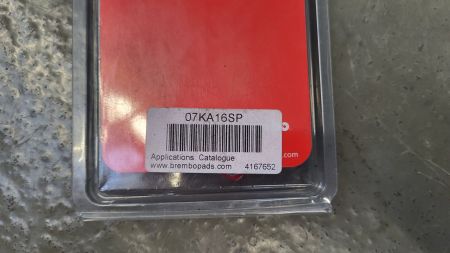 07KA16SP
Applications Catalogue
www.brembopads.com 4167652